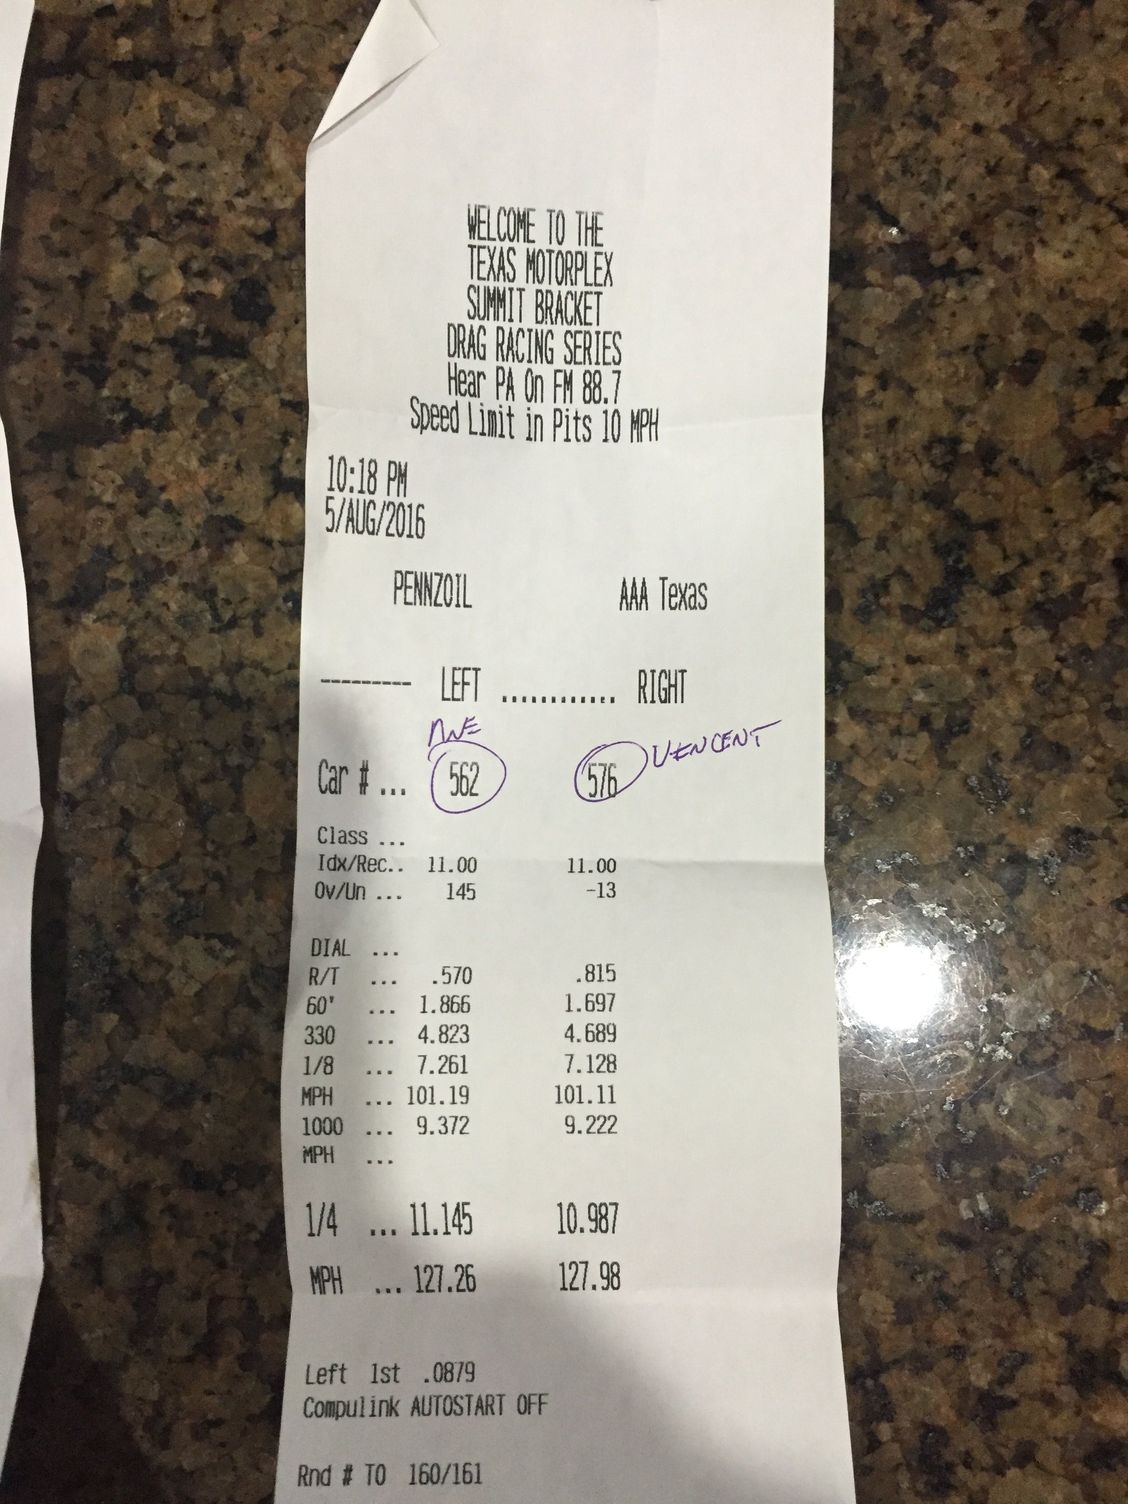 WELCOME TO THE
TEXAS MOTORPLEX
SUMMIT BRACKET
DRAG RACING SERIES
Hear PA On FM 88.7
Speed Limit in Pits 10 MPH
10:18 PM
5/AUG/2016
PENNZOIL AAA Texas
--------- LEFT ............ RIGHT
VENCENT
Car # ... 562 576
Class ...
Idx/Rec.. 11.00 11.00
Ov/Un ... 145 -13
DIAL ...
R/T ... .570 .815
60' ... 1.866 1.697
330 ... 4.823 4.689
1/8 ... 7.261 7.128
MPH ... 101.19 101.11
1000 ... 9.372 9.222
MPH ...
1/4 ... 11.145 10.987
MPH ... 127.26 127.98
Left 1st .0879
Compulink AUTOSTART OFF
Rnd # TO 160/161